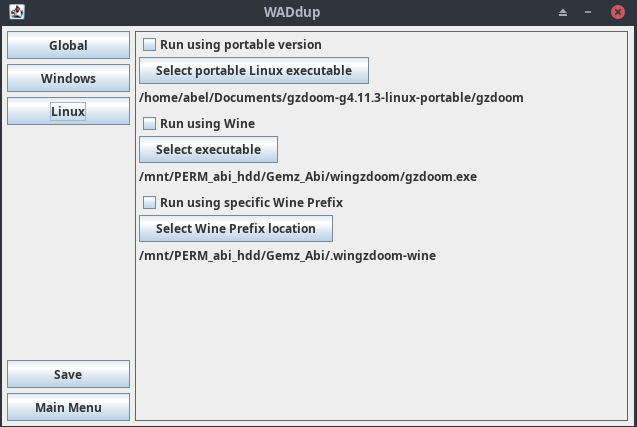 WADdup
Global
Windows
Linux
Save
Main Menu
Run using portable version
Select portable Linux executable
/home/abel/Documents/gzdoom-g4.11.3-linux-portable/gzdoom
Run using Wine
Select executable
/mnt/PERM_abi_hdd/Gemz_Abi/wingzdoom/gzdoom.exe
Run using specific Wine Prefix
Select Wine Prefix location
/mnt/PERM_abi_hdd/Gemz_Abi/.wingzdoom-wine